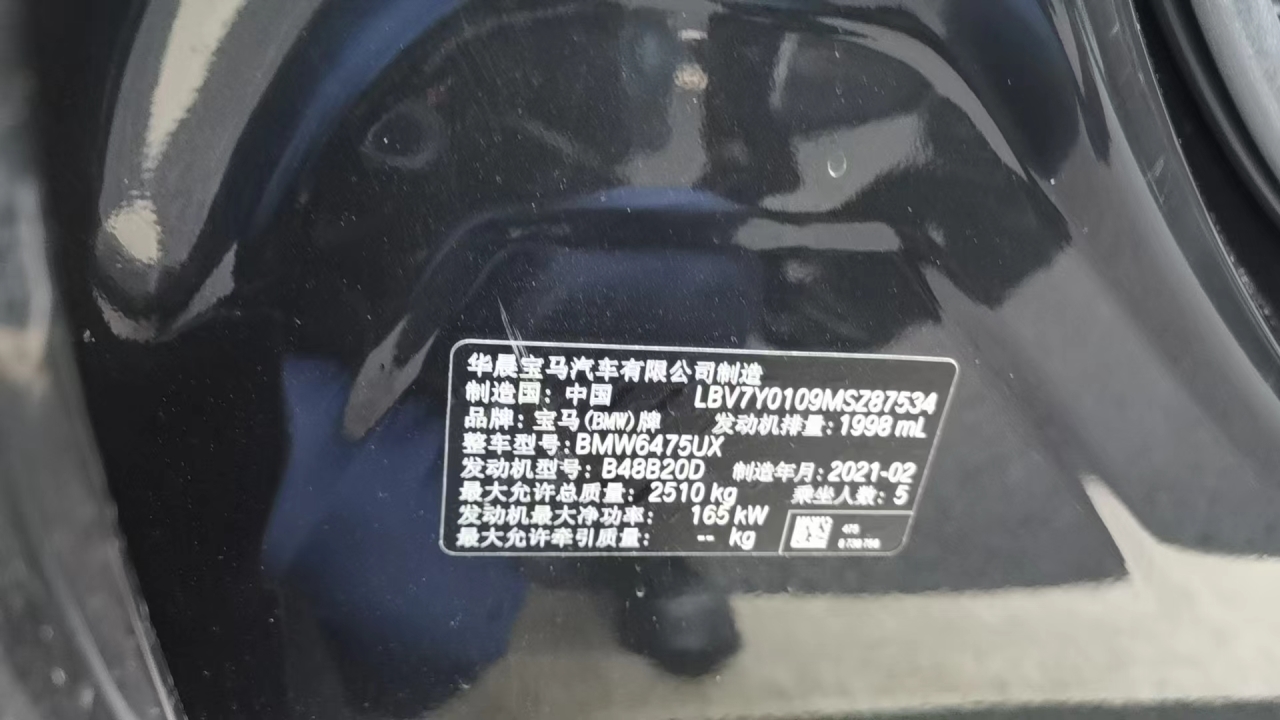 华晨宝马汽车有限公司制造
制造国：中国 LBV7Y0109MSZ87534
品牌：宝马(BMW)牌 发动机排量：1998 mL
整车型号：BMW6475UX
发动机型号：B48B20D 制造年月：2021-02
最大允许总质量：2510 kg 乘坐人数：5
发动机最大净功率： 165 kW
最大允许牵引质量： -- kg